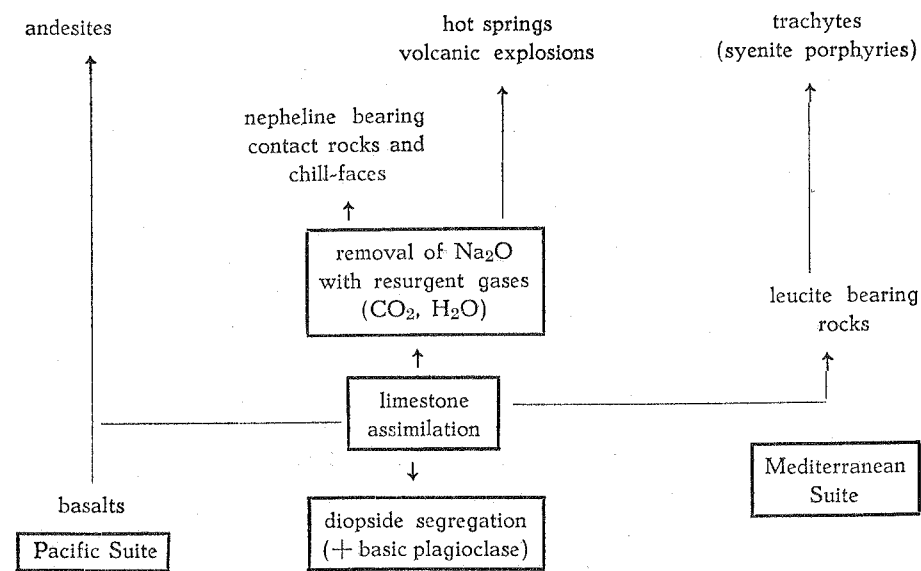 andesites
hot springs
volcanic explosions
trachytes
(syenite porphyries)
nepheline bearing
contact rocks and
chill-faces
removal of Na₂O
with resurgent gases
(CO₂, H₂O)
leucite bearing
rocks
limestone
assimilation
Mediterranean
Suite
basalts
Pacific Suite
diopside segregation
(+ basic plagioclase)